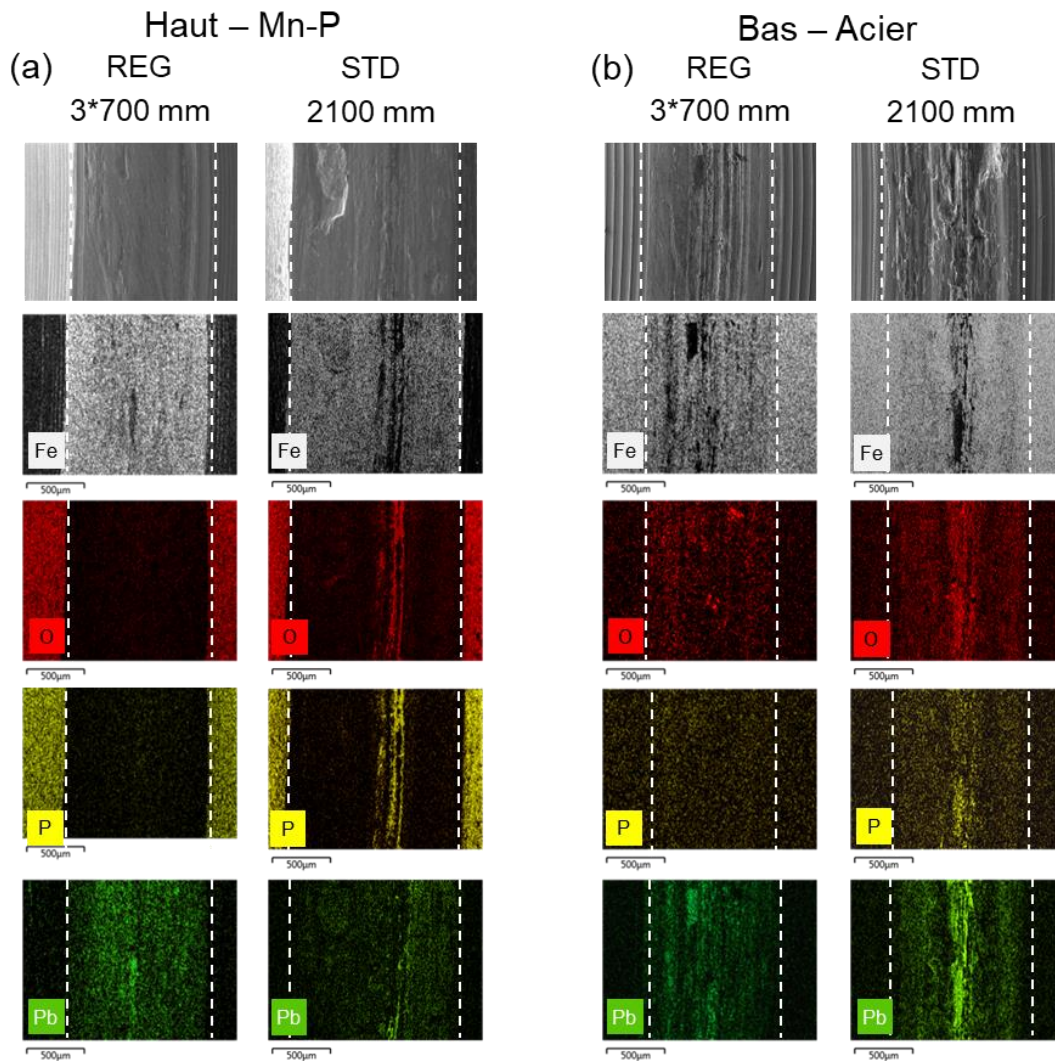 Haut – Mn-P
Bas – Acier
(a)
REG
STD
(b)
REG
STD
3*700 mm
2100 mm
3*700 mm
2100 mm
Fe
Fe
Fe
Fe
500µm
500µm
500µm
500µm
O
O
O
O
500µm
500µm
500µm
500µm
P
P
P
P
500µm
500µm
500µm
500µm
Pb
Pb
Pb
Pb
500µm
500µm
500µm
500µm